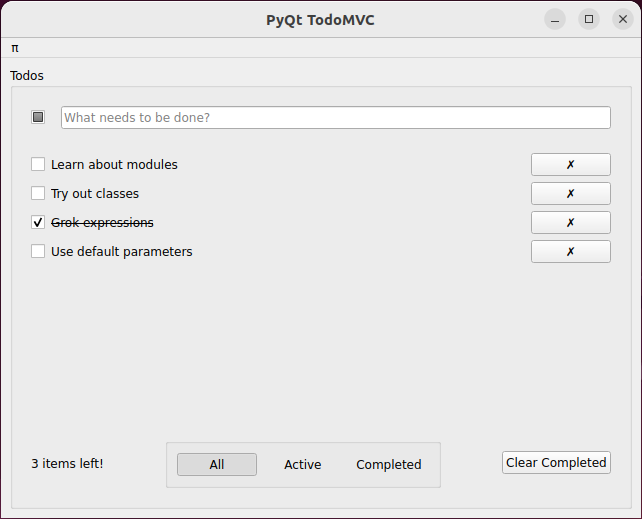 PyQt TodoMVC
π
Todos
What needs to be done?
Learn about modules ✗
Try out classes ✗
Grok expressions ✗
Use default parameters ✗
3 items left! All Active Completed Clear Completed